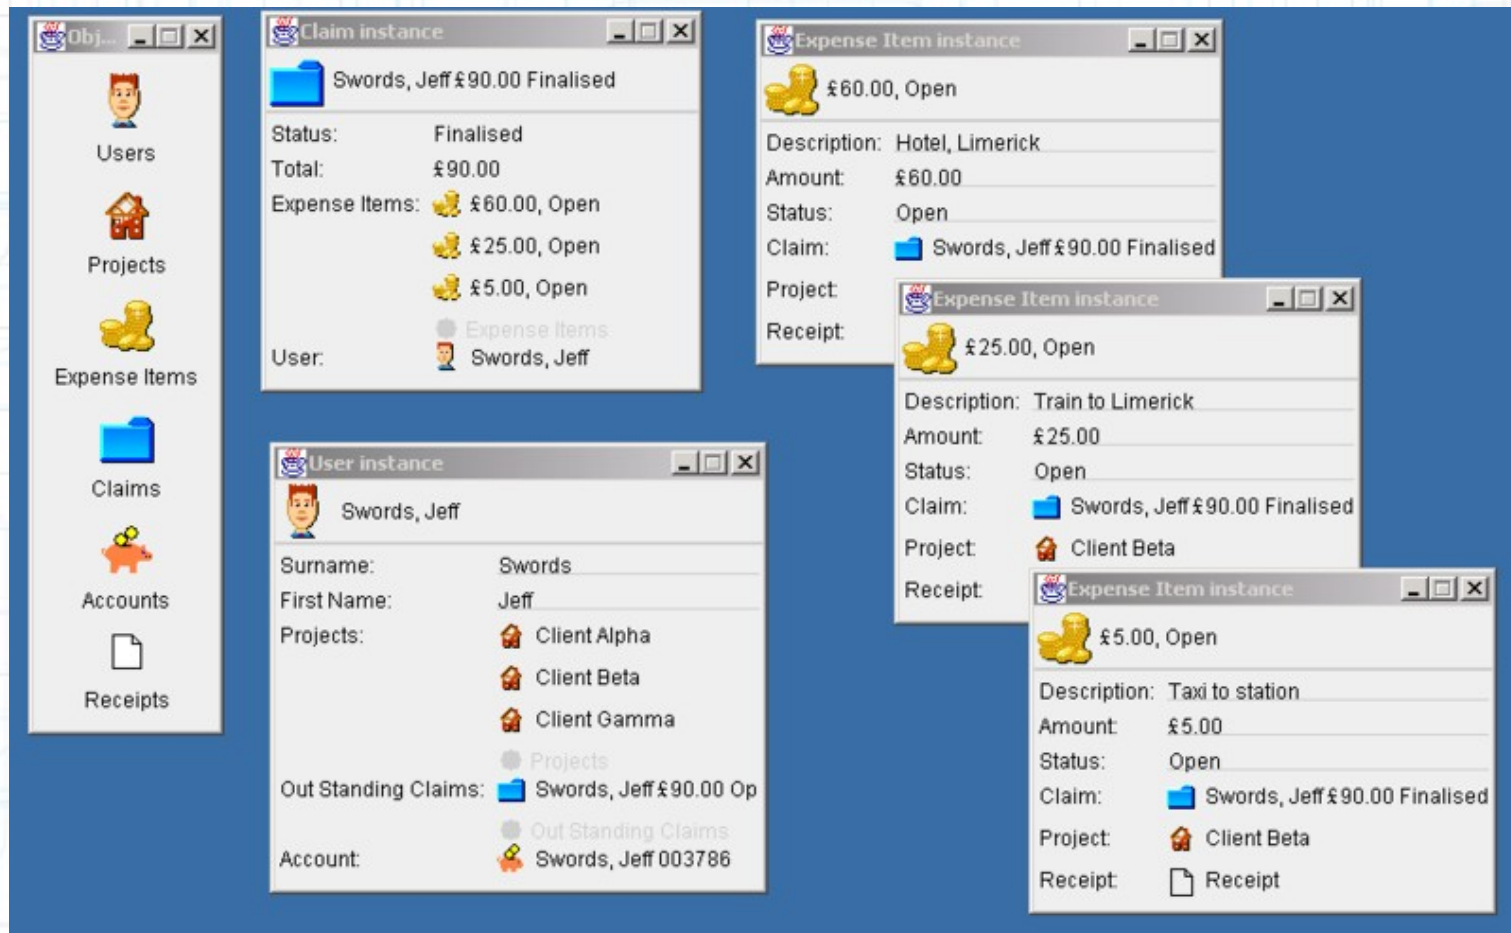 Obj...
Users
Projects
Expense Items
Claims
Accounts
Receipts
Claim instance
Swords, Jeff £90.00 Finalised
Status: Finalised
Total: £90.00
Expense Items: £60.00, Open
£25.00, Open
£5.00, Open
Expense Items
User: Swords, Jeff
User instance
Swords, Jeff
Surname: Swords
First Name: Jeff
Projects: Client Alpha
Client Beta
Client Gamma
Projects
Out Standing Claims: Swords, Jeff £90.00 Op
Out Standing Claims
Account: Swords, Jeff 003786
Expense Item instance
£60.00, Open
Description: Hotel, Limerick
Amount: £60.00
Status: Open
Claim: Swords, Jeff £90.00 Finalised
Project:
Receipt:
Expense Item instance
£25.00, Open
Description: Train to Limerick
Amount: £25.00
Status: Open
Claim: Swords, Jeff £90.00 Finalised
Project: Client Beta
Receipt:
Expense Item instance
£5.00, Open
Description: Taxi to station
Amount: £5.00
Status: Open
Claim: Swords, Jeff £90.00 Finalised
Project: Client Beta
Receipt: Receipt